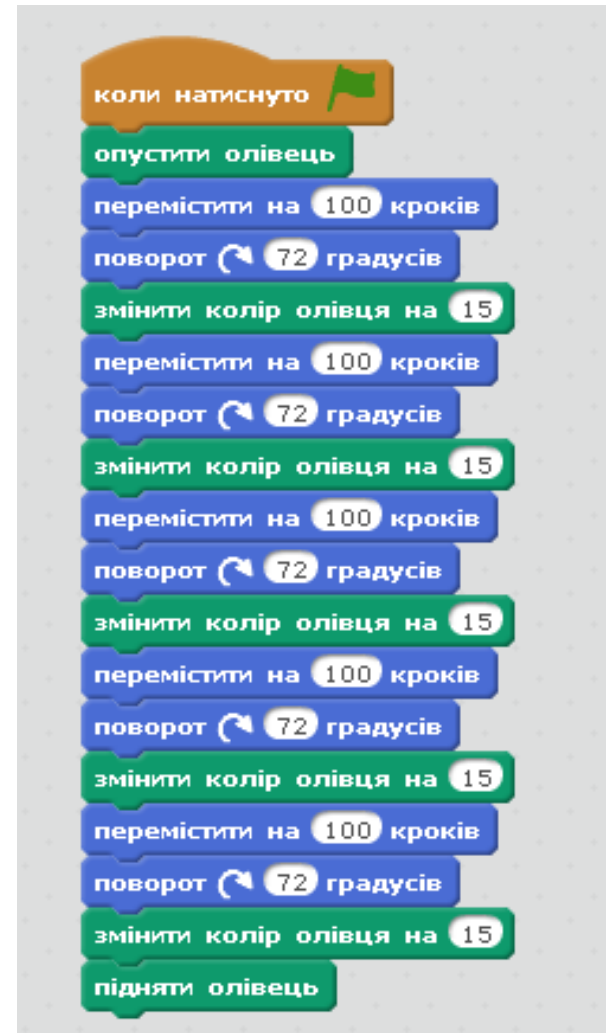 коли натиснуто
опустити олівець
перемістити на 100 кроків
поворот 72 градусів
змінити колір олівця на 15
перемістити на 100 кроків
поворот 72 градусів
змінити колір олівця на 15
перемістити на 100 кроків
поворот 72 градусів
змінити колір олівця на 15
перемістити на 100 кроків
поворот 72 градусів
змінити колір олівця на 15
перемістити на 100 кроків
поворот 72 градусів
змінити колір олівця на 15
підняти олівець